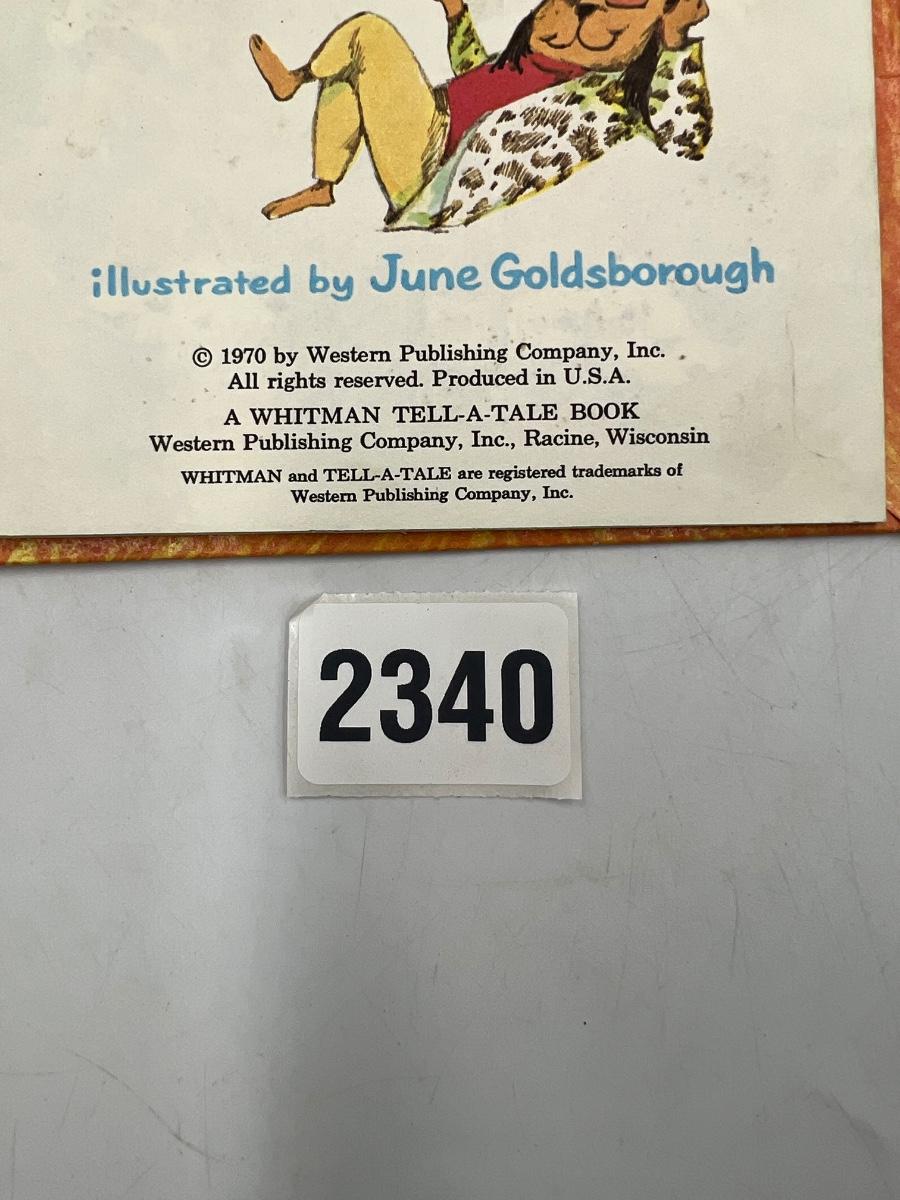 illustrated by June Goldsborough
© 1970 by Western Publishing Company, Inc.
All rights reserved. Produced in U.S.A.
A WHITMAN TELL-A-TALE BOOK
Western Publishing Company, Inc., Racine, Wisconsin
WHITMAN and TELL-A-TALE are registered trademarks of
Western Publishing Company, Inc.
2340